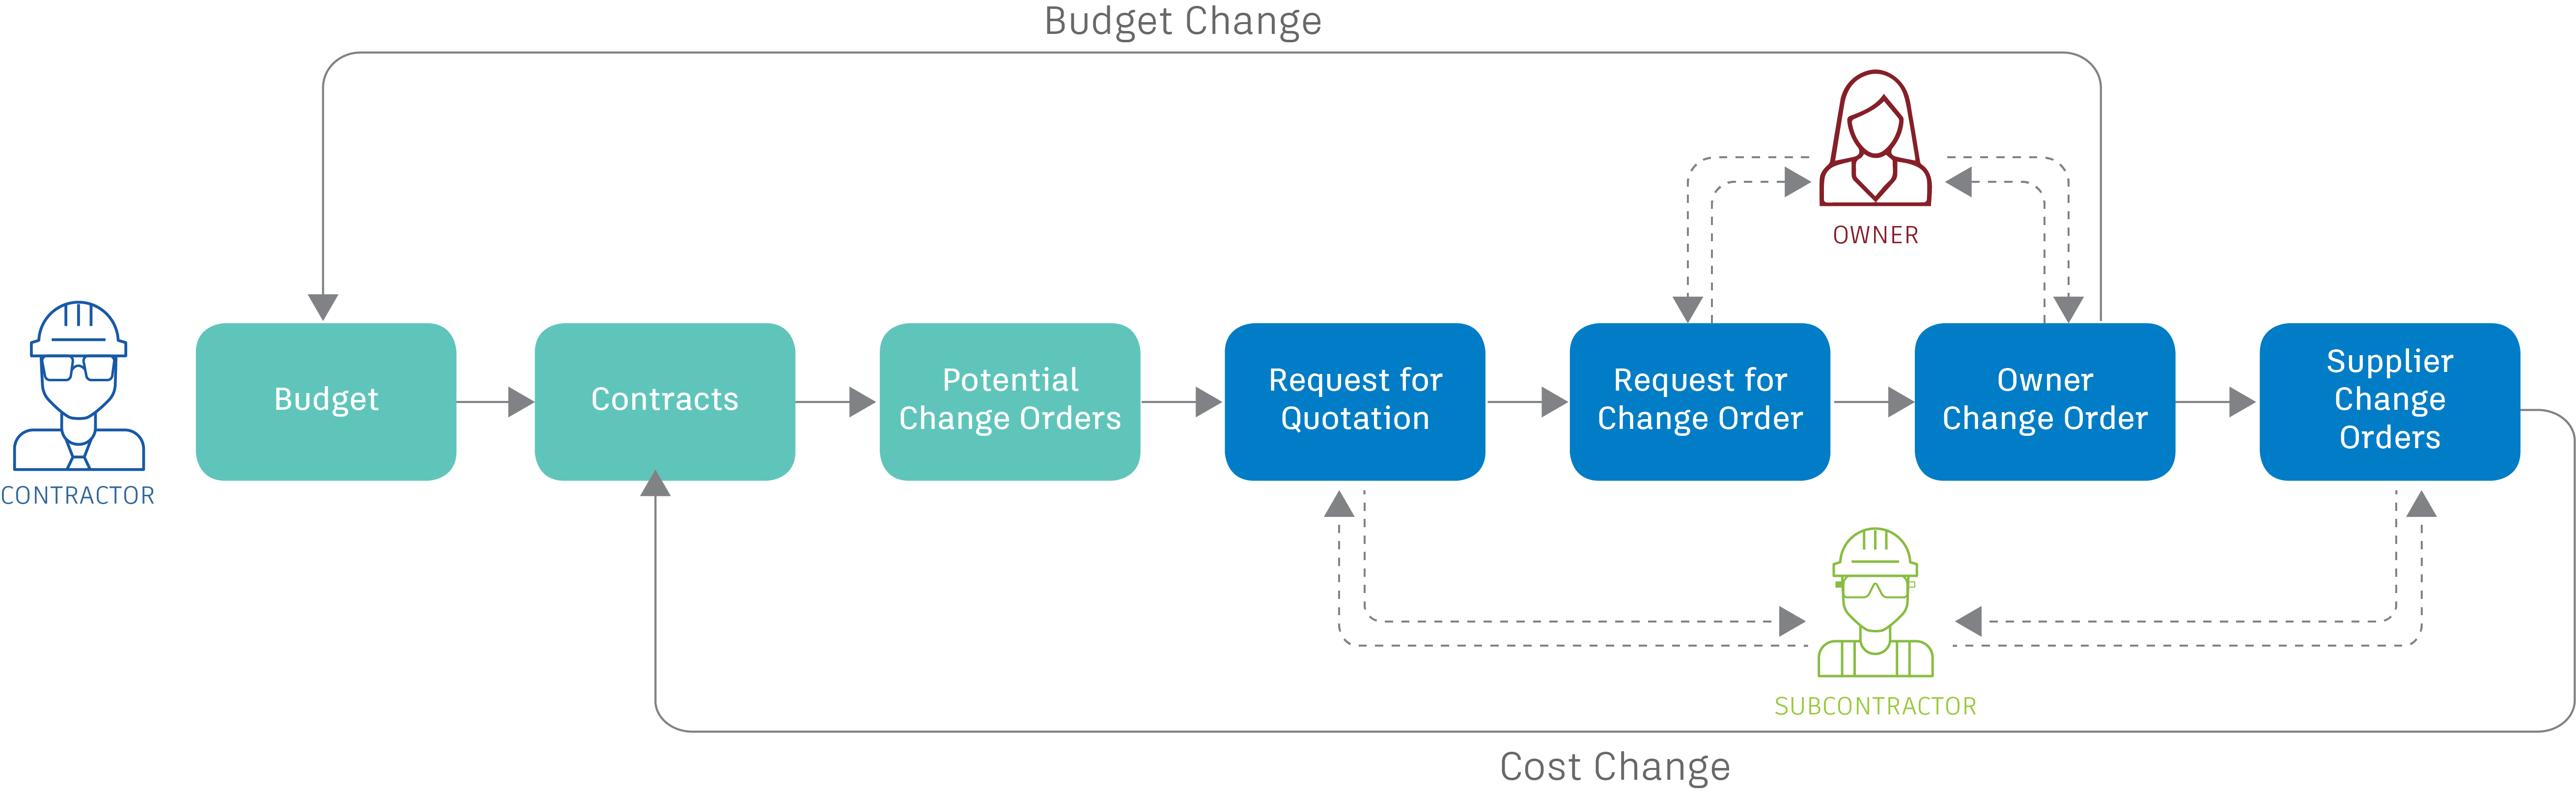 Budget Change
OWNER
CONTRACTOR
Budget
Contracts
Potential
Change Orders
Request for
Quotation
Request for
Change Order
Owner
Change Order
Supplier
Change
Orders
SUBCONTRACTOR
Cost Change